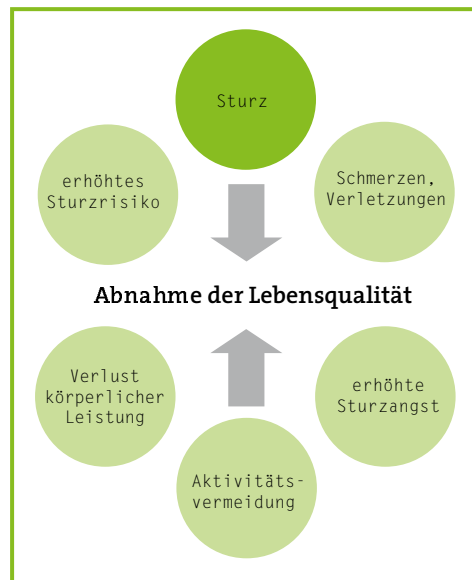 Sturz
erhöhtes
Sturzrisiko
Schmerzen,
Verletzungen
Abnahme der Lebensqualität
Verlust
körperlicher
Leistung
erhöhte
Sturzangst
Aktivitäts-
vermeidung